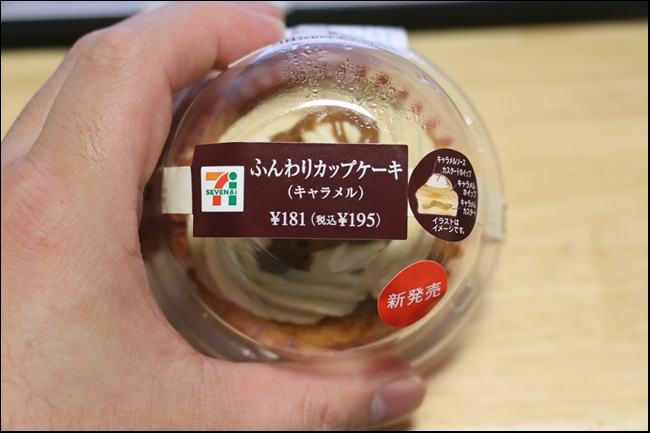 SEVEN&i
ふんわりカップケーキ
(キャラメル)
¥181(税込¥195)
キャラメルソース
カスタードホイップ
キャラメル
ホイップ
キャラメル
カスタード
イラストは
イメージです。
新発売